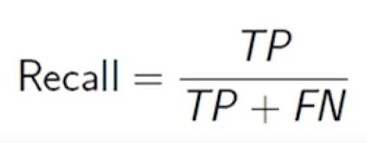 Recall = TP / (TP + FN)